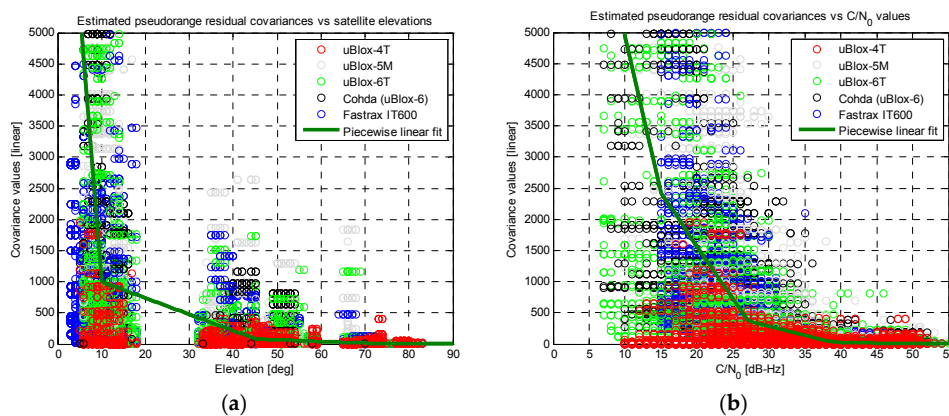 Estimated pseudorange residual covariances vs satellite elevations
Covariance values [linear]
5000
4500
4000
3500
3000
2500
2000
1500
1000
500
0
0 10 20 30 40 50 60 70 80 90
Elevation [deg]
uBlox-4T
uBlox-5M
uBlox-6T
Cohda (uBlox-6)
Fastrax IT600
Piecewise linear fit
(a)
Estimated pseudorange residual covariances vs C/N₀ values
Covariance values [linear]
5000
4500
4000
3500
3000
2500
2000
1500
1000
500
0
0 5 10 15 20 25 30 35 40 45 50 55
C/N₀ [dB-Hz]
uBlox-4T
uBlox-5M
uBlox-6T
Cohda (uBlox-6)
Fastrax IT600
Piecewise linear fit
(b)